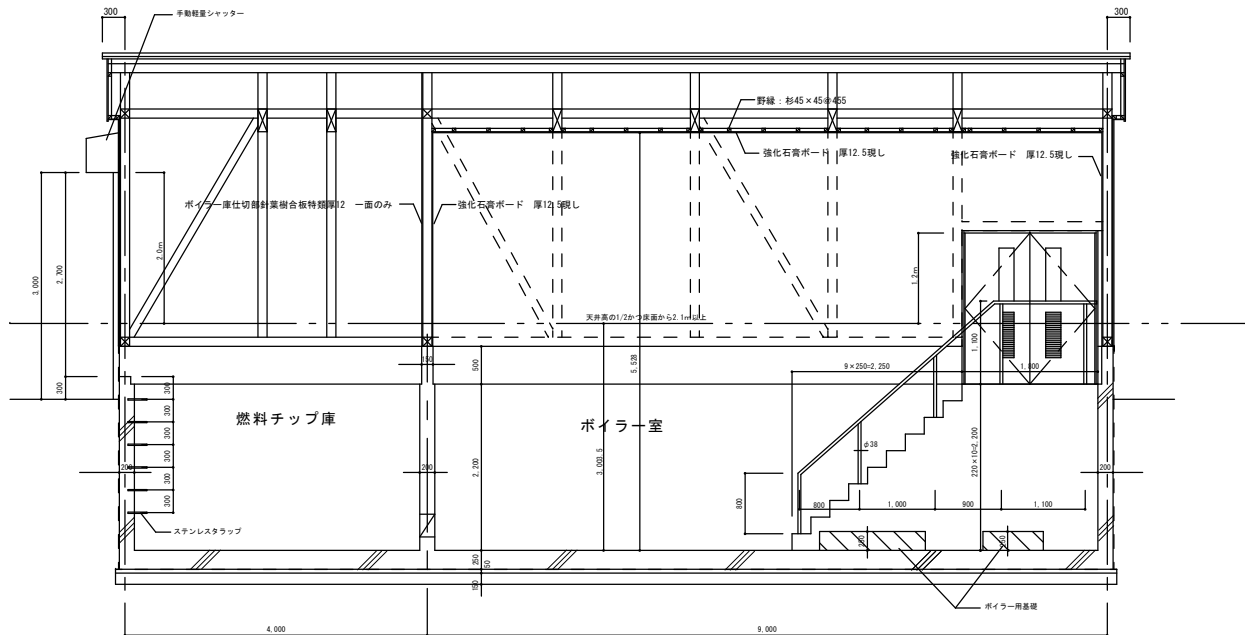 300
手動軽量シャッター
300
野縁：杉45×45@455
強化石膏ボード　厚12.5現し
強化石膏ボード　厚12.5現し
ボイラー庫仕切部針葉樹合板特類厚12　一面のみ
強化石膏ボード　厚12.5現し
3,000
2,700
2.0m
1.2m
天井高の1/2かつ床面から2.1m以上
1,100
150
500
5,528
9×250=2,250
1,800
300
300
300
300
300
300
300
燃料チップ庫
ボイラー室
φ38
200
200
2,200
3,003.5
220×10=2,200
200
800
800
1,000
900
1,100
ステンレスタラップ
250
250
250
50
150
ボイラー用基礎
4,000
9,000